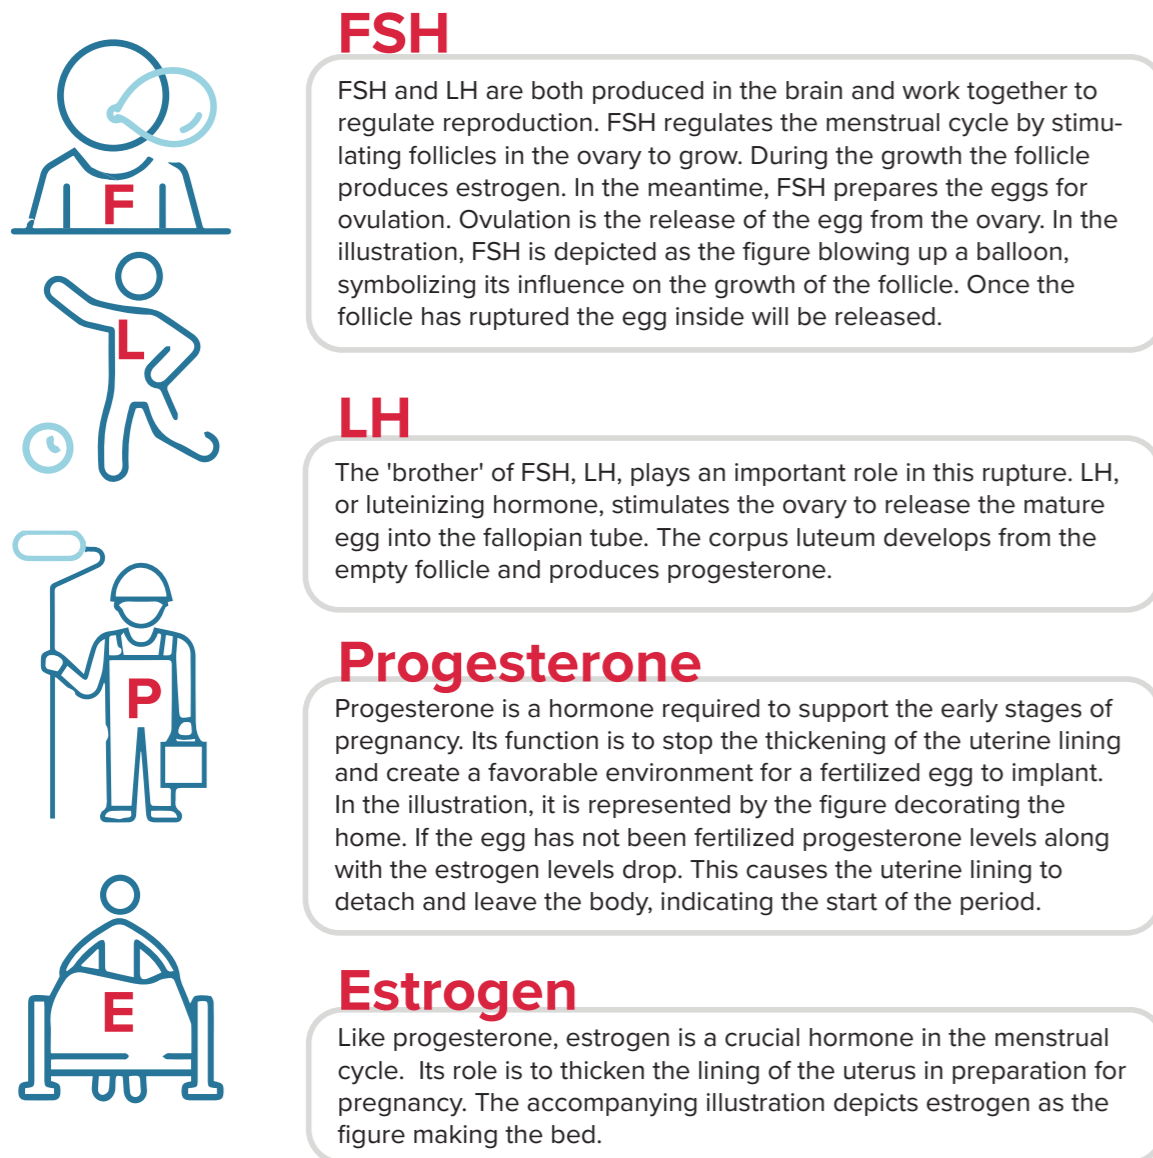 FSH
F
FSH and LH are both produced in the brain and work together to
regulate reproduction. FSH regulates the menstrual cycle by stimu-
lating follicles in the ovary to grow. During the growth the follicle
produces estrogen. In the meantime, FSH prepares the eggs for
ovulation. Ovulation is the release of the egg from the ovary. In the
illustration, FSH is depicted as the figure blowing up a balloon,
symbolizing its influence on the growth of the follicle. Once the
follicle has ruptured the egg inside will be released.
L
LH
The 'brother' of FSH, LH, plays an important role in this rupture. LH,
or luteinizing hormone, stimulates the ovary to release the mature
egg into the fallopian tube. The corpus luteum develops from the
empty follicle and produces progesterone.
P
Progesterone
Progesterone is a hormone required to support the early stages of
pregnancy. Its function is to stop the thickening of the uterine lining
and create a favorable environment for a fertilized egg to implant.
In the illustration, it is represented by the figure decorating the
home. If the egg has not been fertilized progesterone levels along
with the estrogen levels drop. This causes the uterine lining to
detach and leave the body, indicating the start of the period.
E
Estrogen
Like progesterone, estrogen is a crucial hormone in the menstrual
cycle.  Its role is to thicken the lining of the uterus in preparation for
pregnancy. The accompanying illustration depicts estrogen as the
figure making the bed.